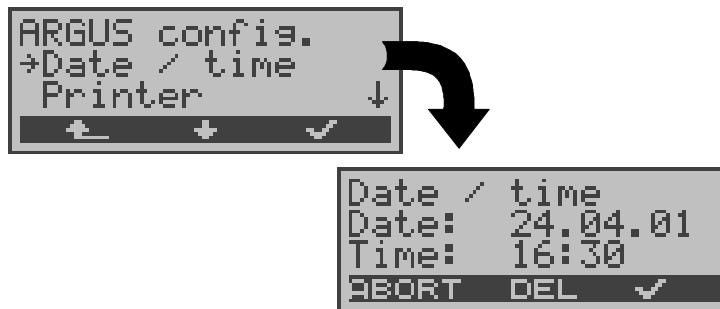 ARGUS config.
→Date / time
Printer ↓
Date / time
Date: 24.04.01
Time: 16:30
ABORT DEL ✓